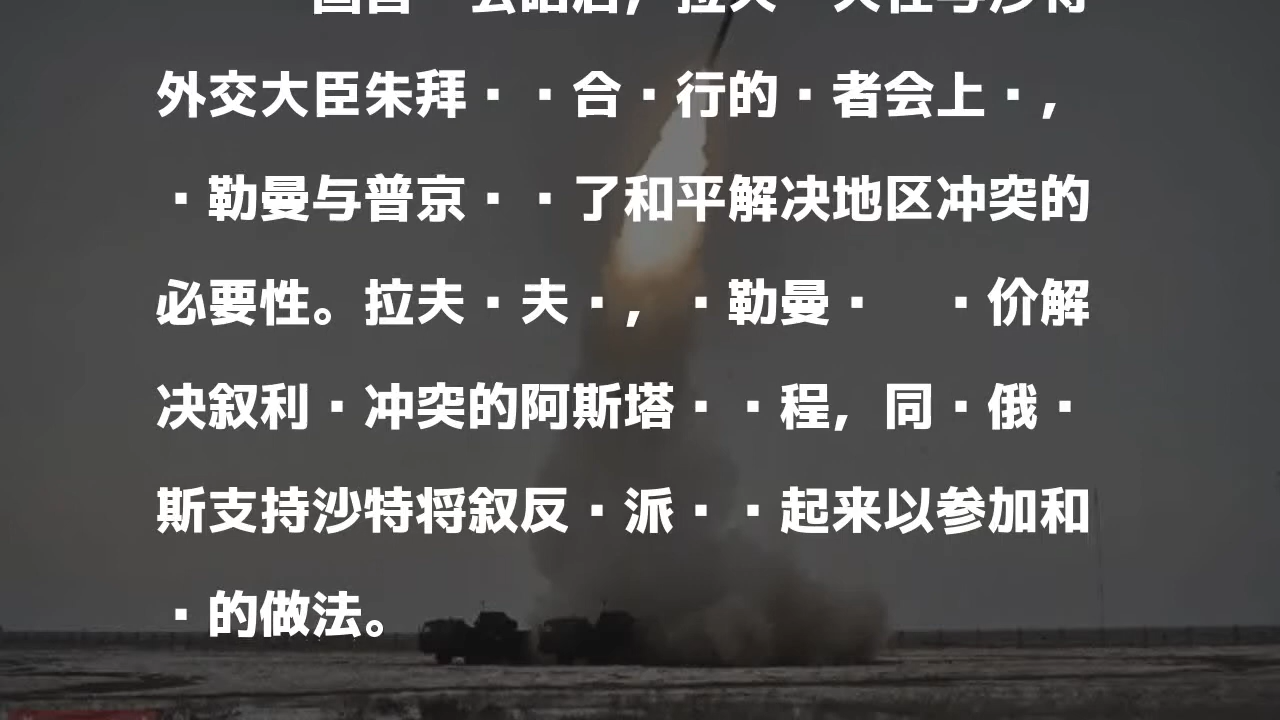 外交大臣朱拜▪▪合▪行的▪者会上▪，
▪勒曼与普京▪▪了和平解决地区冲突的
必要性。拉夫▪夫▪，▪勒曼▪ ▪价解
决叙利▪冲突的阿斯塔▪▪程，同▪俄▪
斯支持沙特将叙反▪派▪▪起来以参加和
▪的做法。